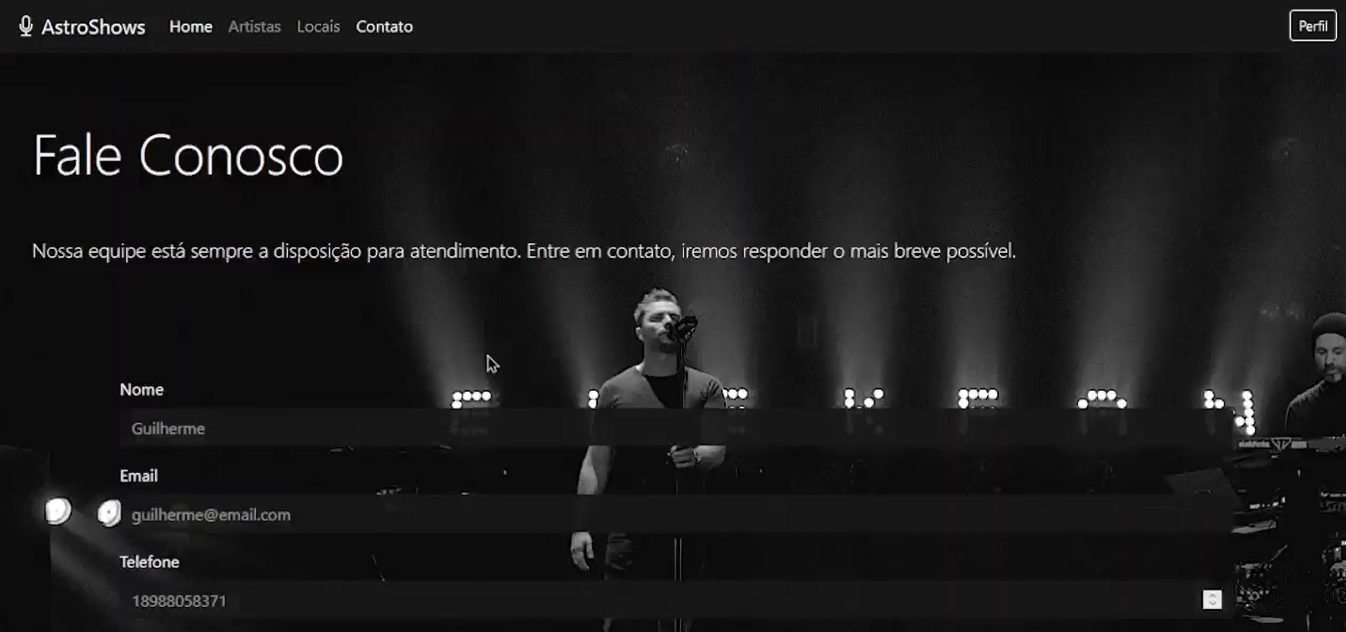 AstroShows Home Artistas Locais Contato Perfil
Fale Conosco
Nossa equipe está sempre a disposição para atendimento. Entre em contato, iremos responder o mais breve possível.
Nome
Guilherme
Email
guilherme@email.com
Telefone
18988058371